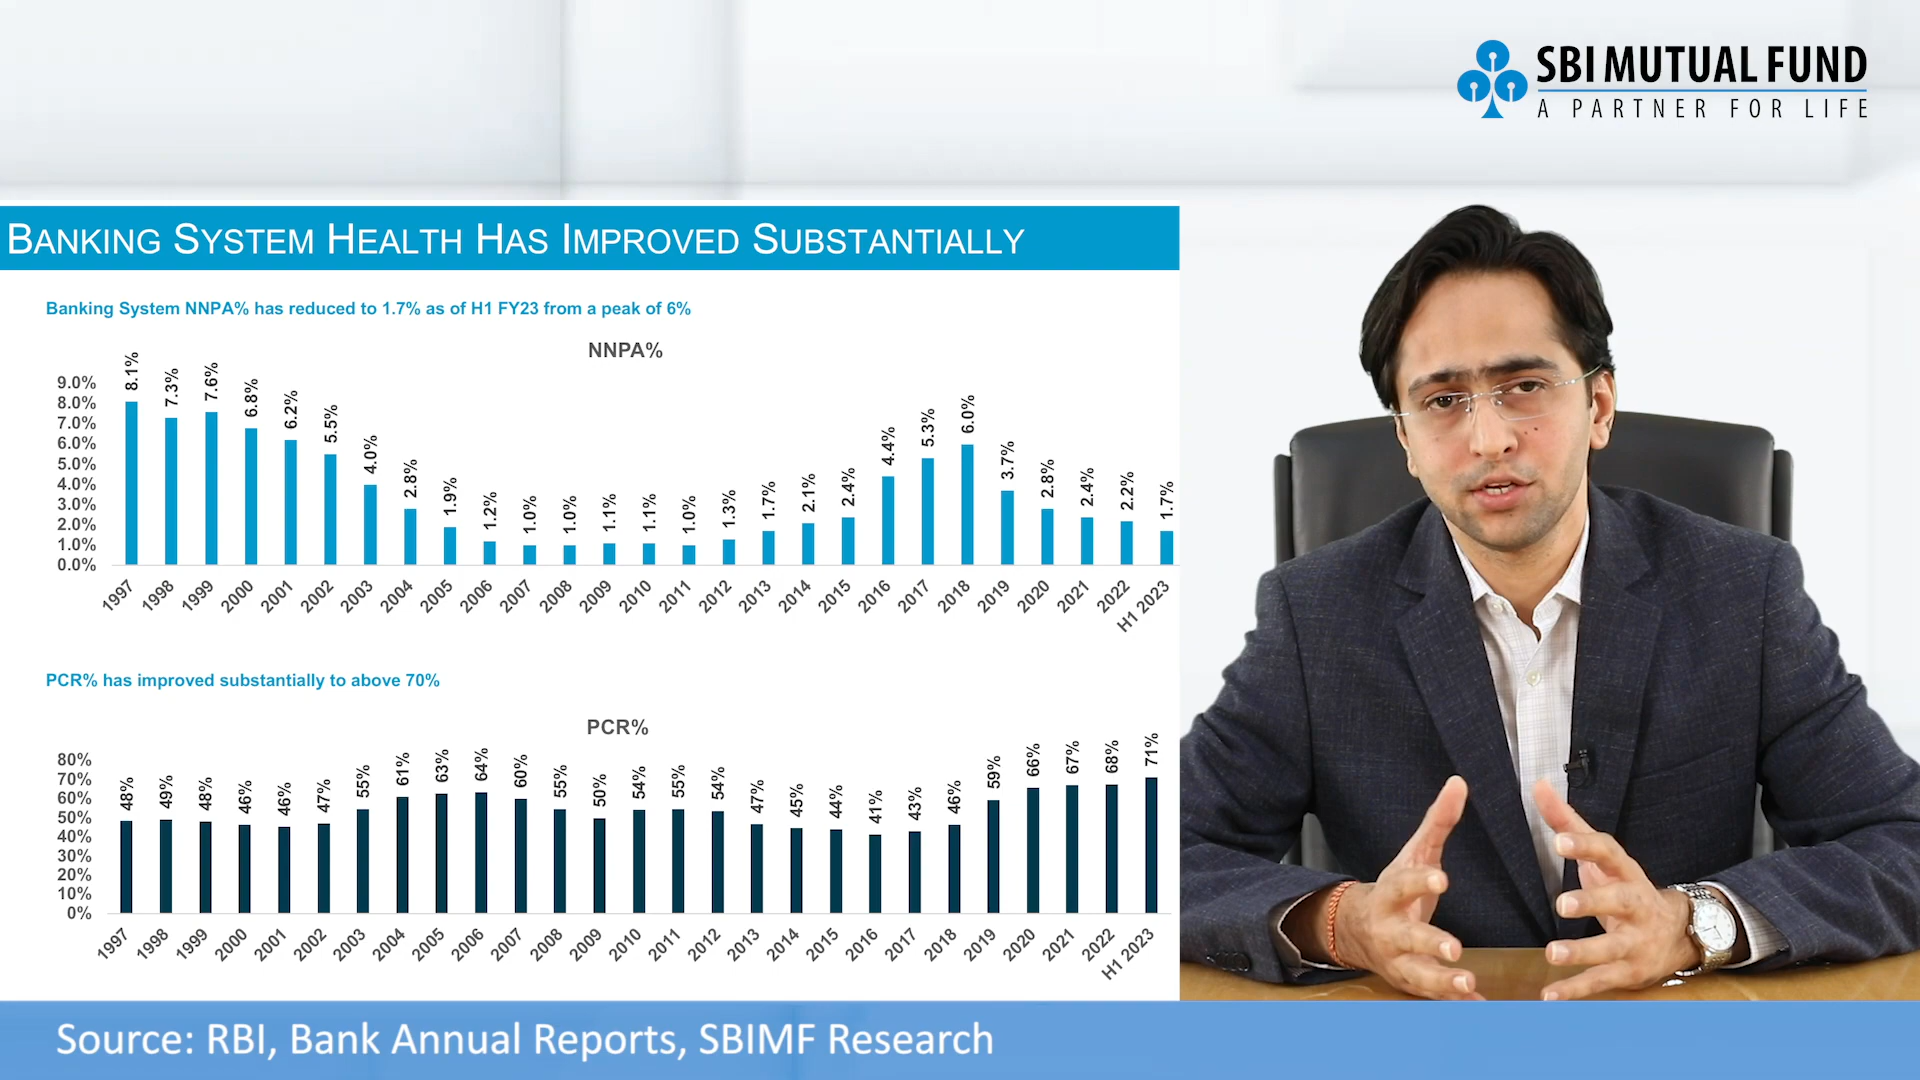 SBI MUTUAL FUND
A PARTNER FOR LIFE
BANKING SYSTEM HEALTH HAS IMPROVED SUBSTANTIALLY
Banking System NNPA% has reduced to 1.7% as of H1 FY23 from a peak of 6%
NNPA%
9.0%
8.0%
7.0%
6.0%
5.0%
4.0%
3.0%
2.0%
1.0%
0.0%
8.1% 7.3% 7.6% 6.8% 6.2% 5.5% 4.0% 2.8% 1.9% 1.2% 1.0% 1.0% 1.1% 1.1% 1.0% 1.3% 1.7% 2.1% 2.4% 4.4% 5.3% 6.0% 3.7% 2.8% 2.4% 2.2% 1.7%
1997 1998 1999 2000 2001 2002 2003 2004 2005 2006 2007 2008 2009 2010 2011 2012 2013 2014 2015 2016 2017 2018 2019 2020 2021 2022 H1 2023
PCR% has improved substantially to above 70%
PCR%
80%
70%
60%
50%
40%
30%
20%
10%
0%
48% 49% 48% 46% 46% 47% 55% 61% 63% 64% 60% 55% 50% 54% 55% 54% 47% 45% 44% 41% 43% 46% 59% 66% 67% 68% 71%
1997 1998 1999 2000 2001 2002 2003 2004 2005 2006 2007 2008 2009 2010 2011 2012 2013 2014 2015 2016 2017 2018 2019 2020 2021 2022 H1 2023
Source: RBI, Bank Annual Reports, SBIMF Research